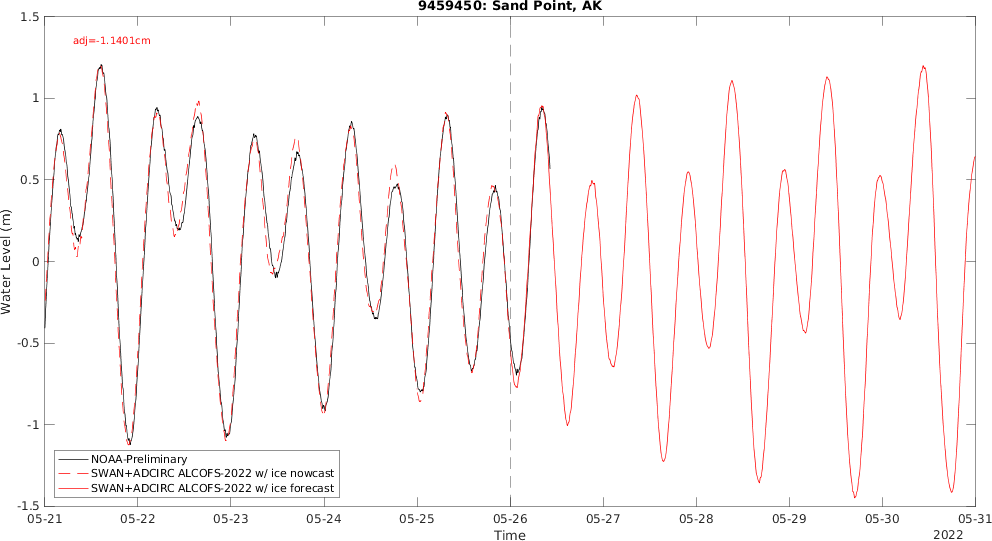 9459450: Sand Point, AK
adj=-1.1401cm
1.5
1
0.5
0
-0.5
-1
-1.5
Water Level (m)
NOAA-Preliminary
SWAN+ADCIRC ALCOFS-2022 w/ ice nowcast
SWAN+ADCIRC ALCOFS-2022 w/ ice forecast
05-21 05-22 05-23 05-24 05-25 05-26 05-27 05-28 05-29 05-30 05-31
Time
2022